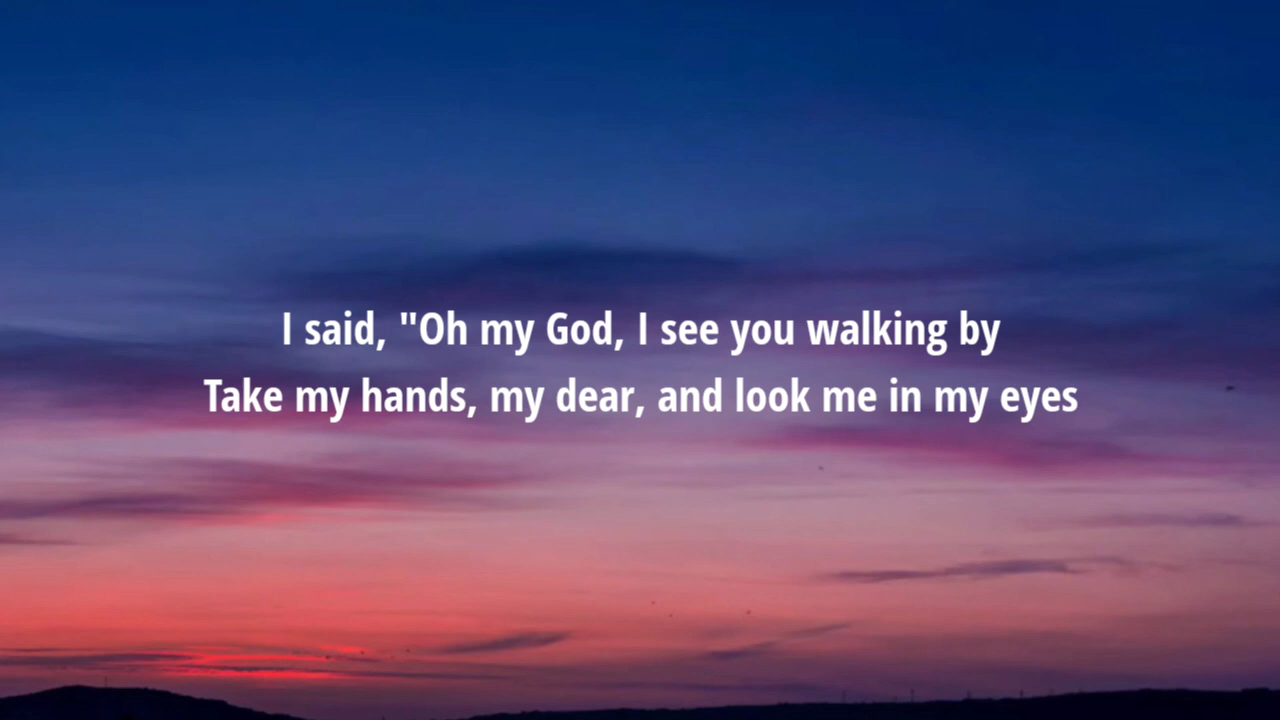 I said, "Oh my God, I see you walking by
Take my hands, my dear, and look me in my eyes